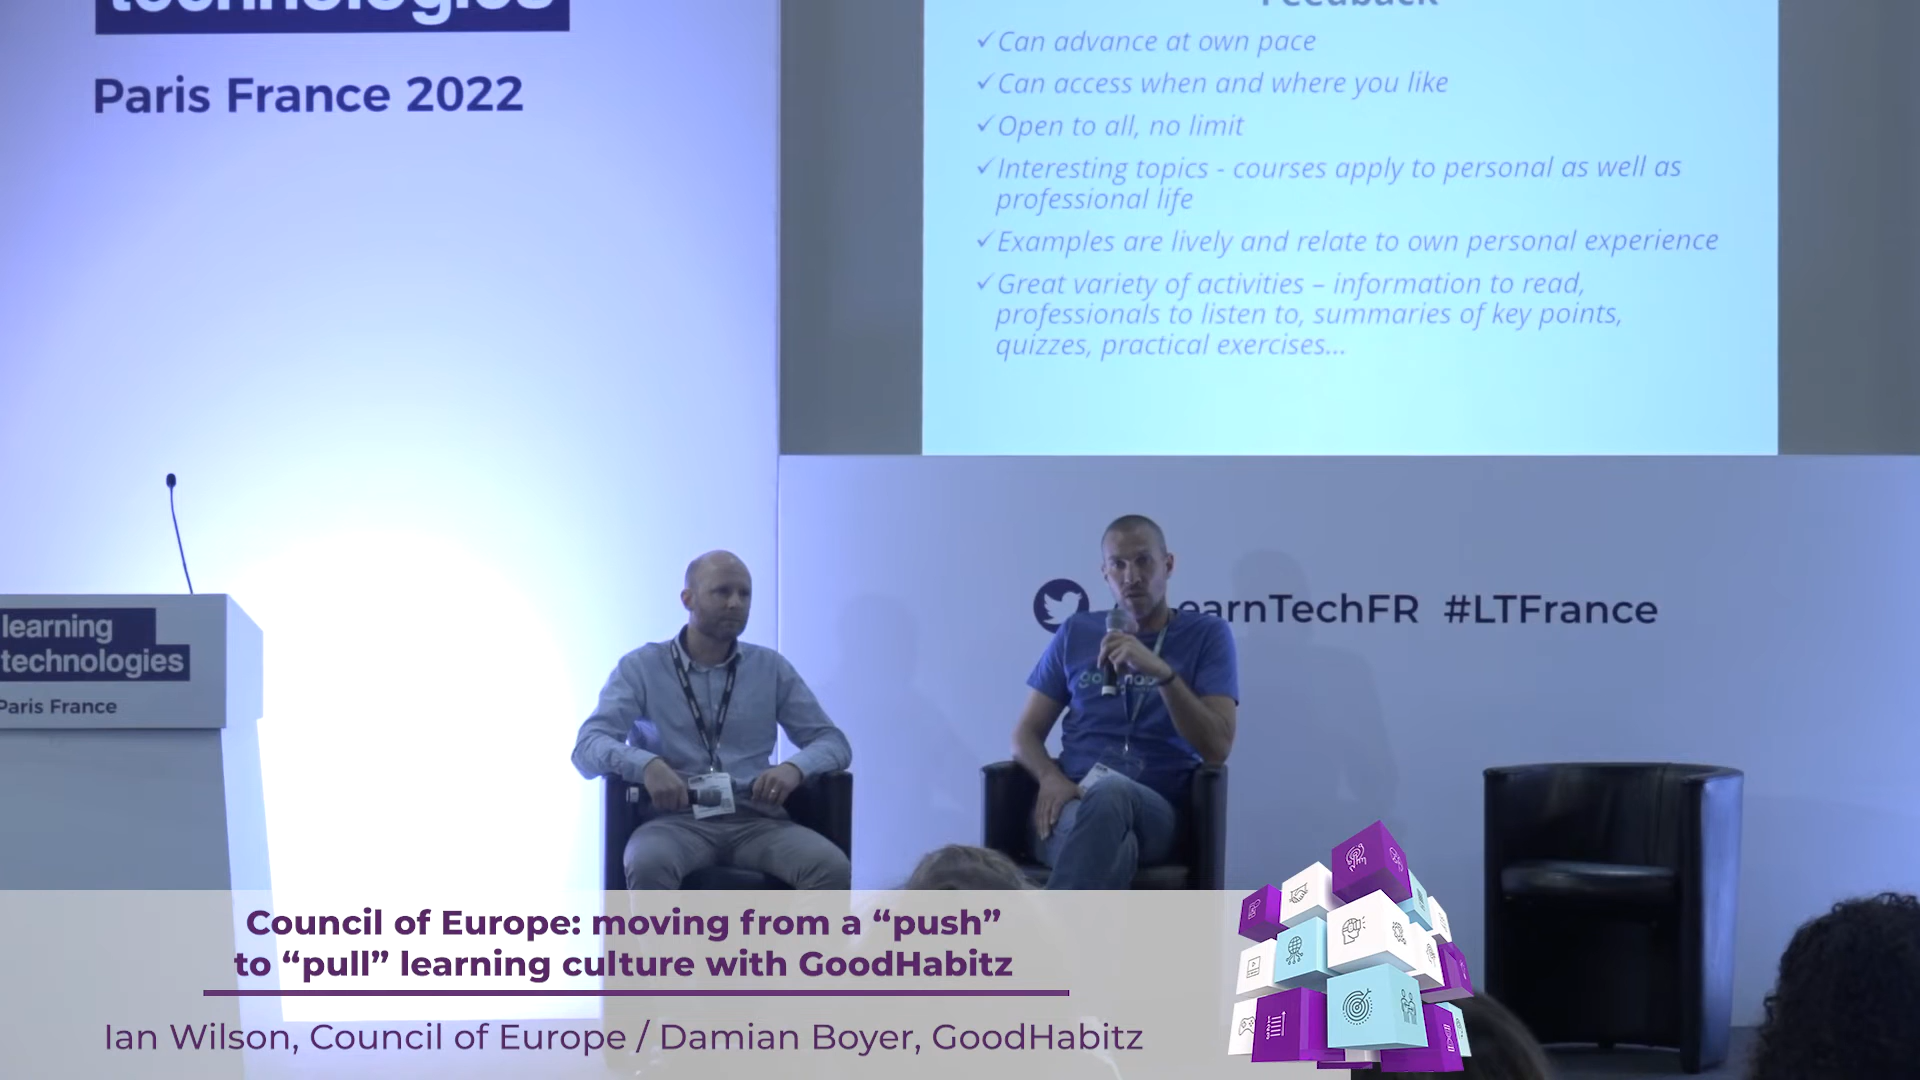 technologies
Paris France 2022
Feedback
✓Can advance at own pace
✓Can access when and where you like
✓Open to all, no limit
✓Interesting topics - courses apply to personal as well as
professional life
✓Examples are lively and relate to own personal experience
✓Great variety of activities – information to read,
professionals to listen to, summaries of key points,
quizzes, practical exercises...
#LTFrance
learning
technologies
Paris France
Council of Europe: moving from a “push”
to “pull” learning culture with GoodHabitz
Ian Wilson, Council of Europe / Damian Boyer, GoodHabitz